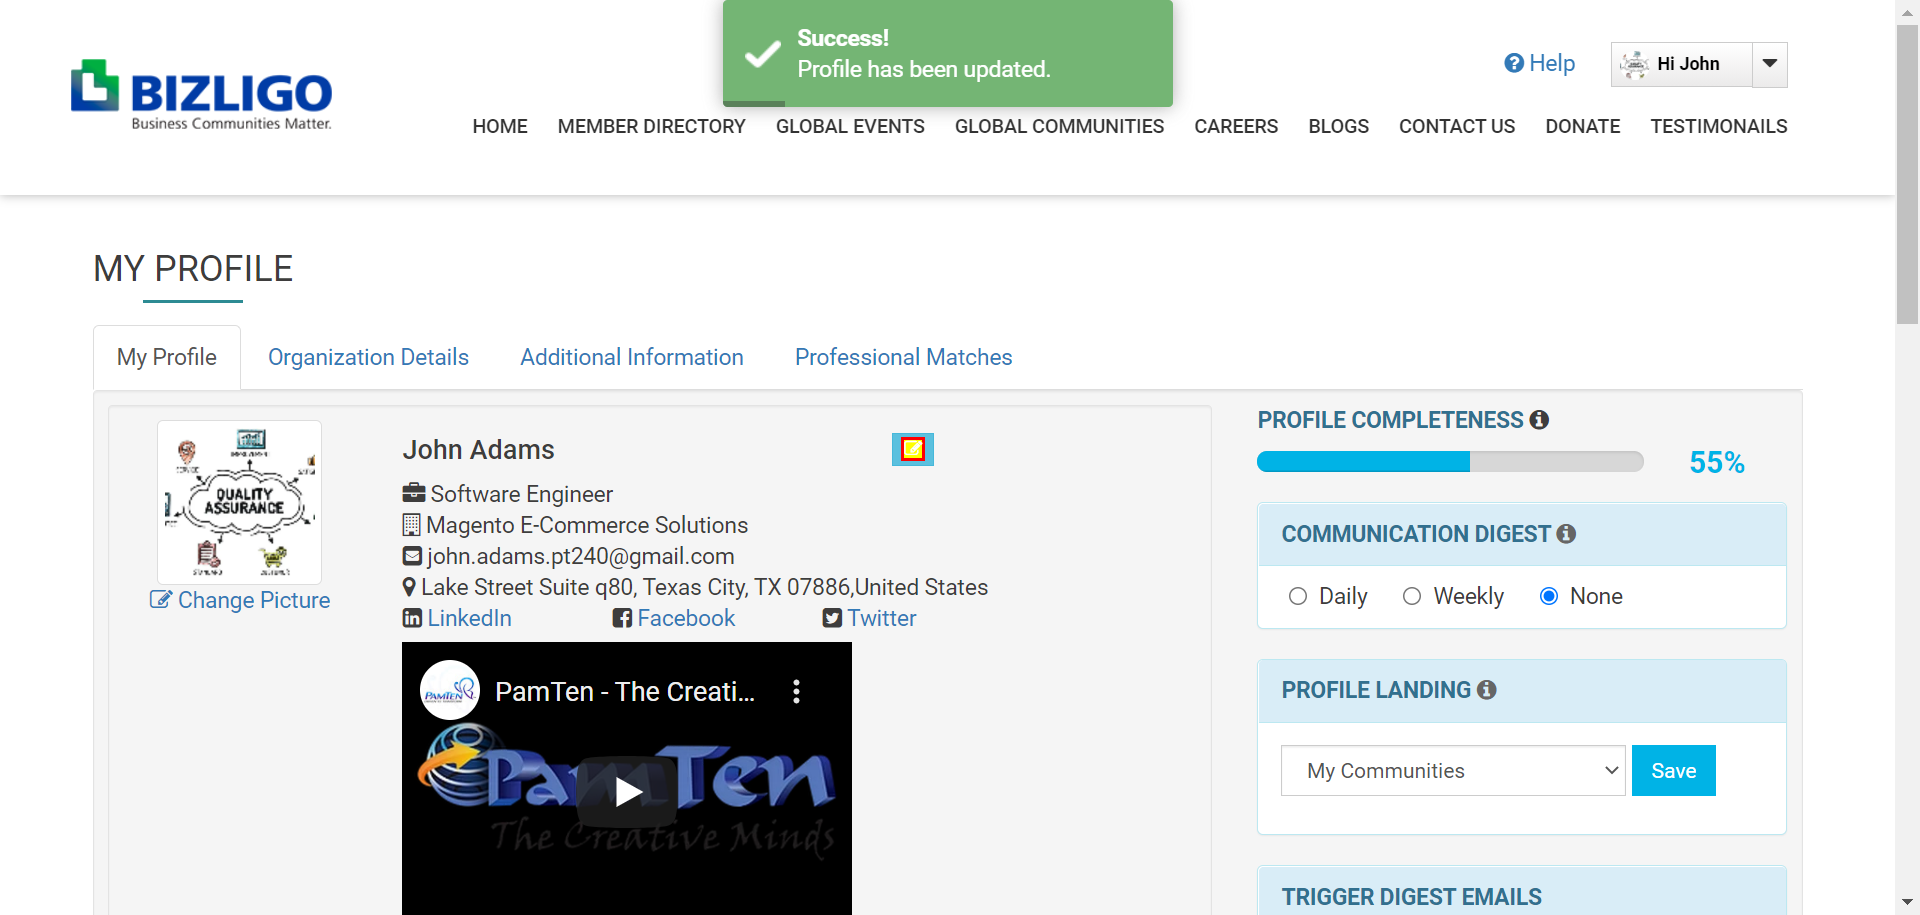 Success!
Profile has been updated.
Help
Hi John
BIZLIGO
Business Communities Matter.
HOME MEMBER DIRECTORY GLOBAL EVENTS GLOBAL COMMUNITIES CAREERS BLOGS CONTACT US DONATE TESTIMONAILS
MY PROFILE
My Profile Organization Details Additional Information Professional Matches
QUALITY
ASSURANCE
Change Picture
John Adams
Software Engineer
Magento E-Commerce Solutions
john.adams.pt240@gmail.com
Lake Street Suite q80, Texas City, TX 07886,United States
LinkedIn Facebook Twitter
PAMTEN
PamTen - The Creati...
PamTen
The Creative Minds
PROFILE COMPLETENESS
55%
COMMUNICATION DIGEST
Daily Weekly None
PROFILE LANDING
My Communities Save
TRIGGER DIGEST EMAILS